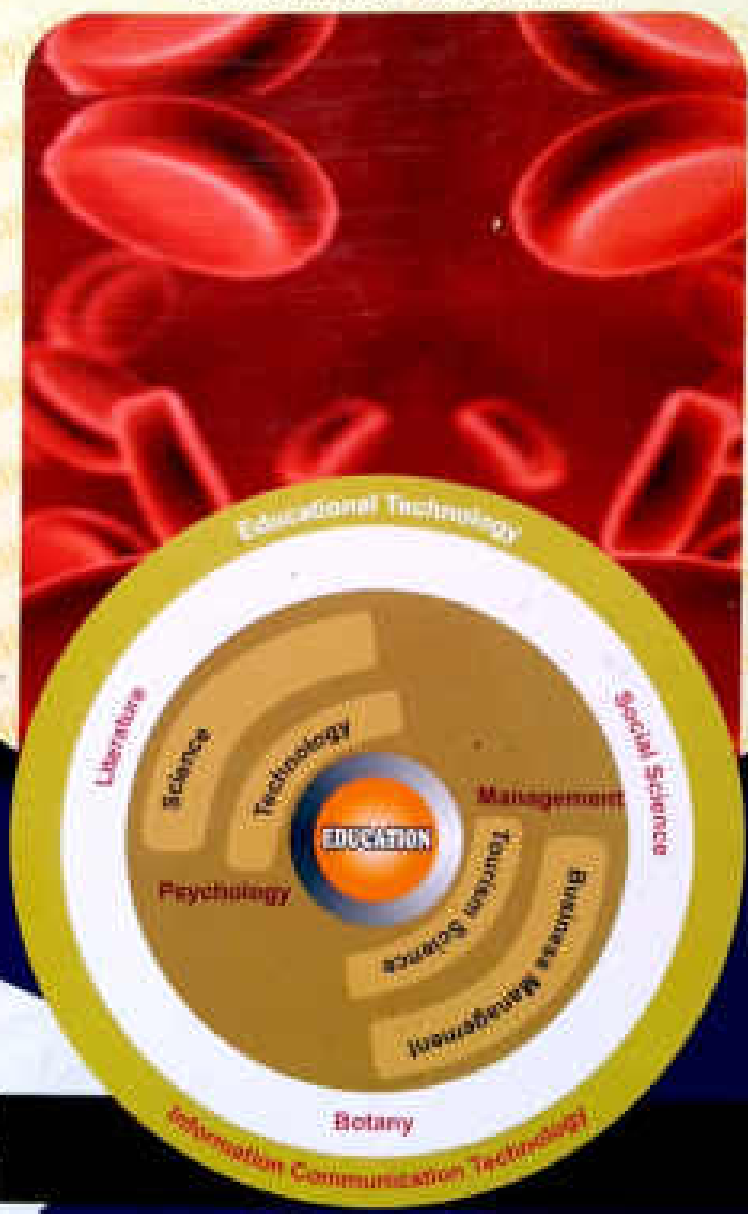 Educational Technology
Literature
Social Science
Science
Technology
EDUCATION
Management
Psychology
Tourism Science
Business Management
Botany
Information Communication Technology